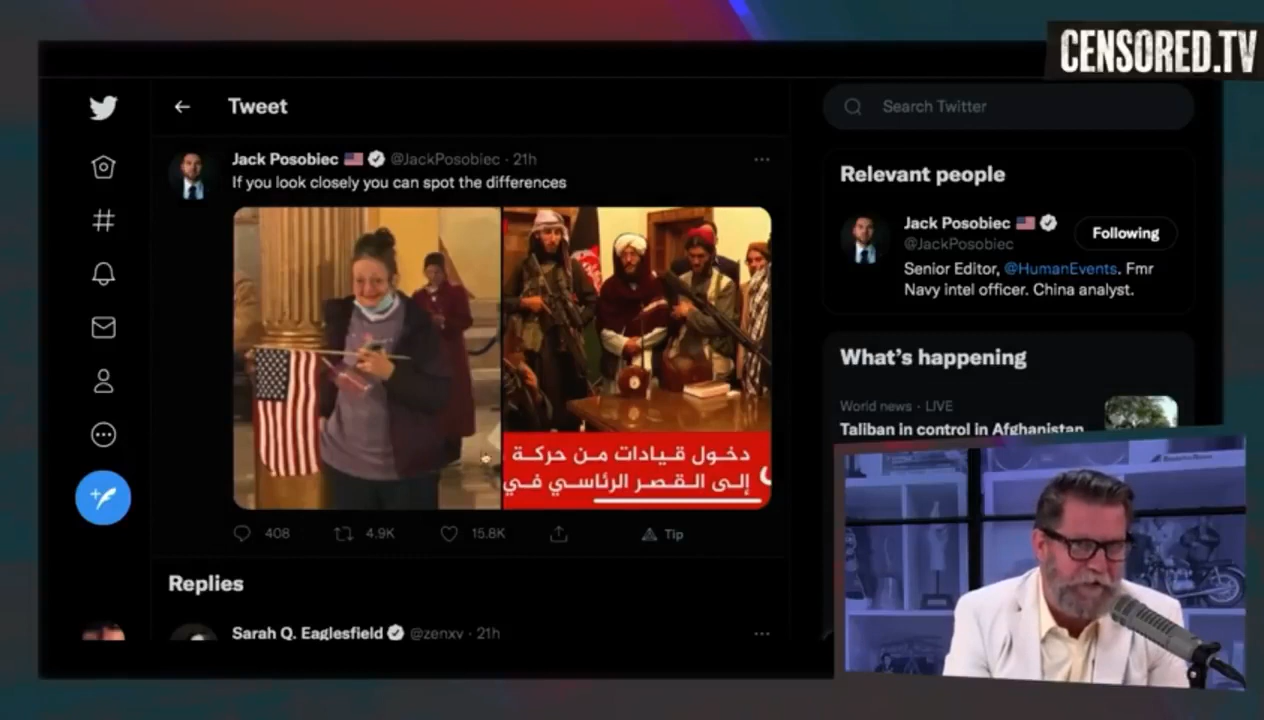 CENSORED.TV
Tweet
Search Twitter
Jack Posobiec @JackPosobiec · 21h
If you look closely you can spot the differences
دخول قيادات من حركة
إلى القصر الرئاسي في
408 4.9K 15.8K Tip
Replies
Sarah Q. Eaglesfield @zenxv · 21h
Relevant people
Jack Posobiec
@JackPosobiec
Following
Senior Editor, @HumanEvents. Fmr
Navy intel officer. China analyst.
What's happening
World news · LIVE
Taliban in control in Afghanistan